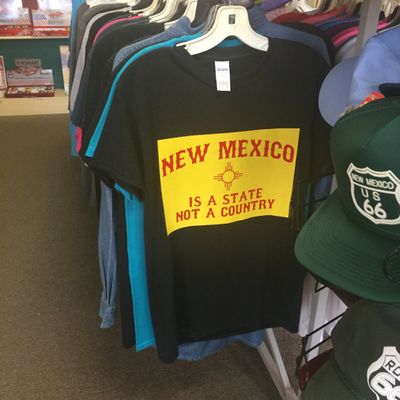 NEW MEXICO
IS A STATE
NOT A COUNTRY
NEW MEXICO
US
66